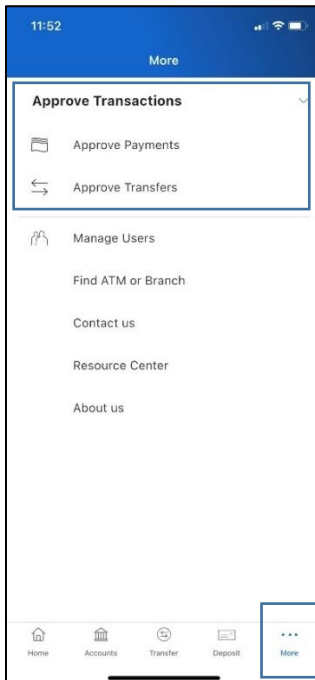 11:52
More
Approve Transactions
Approve Payments
Approve Transfers
Manage Users
Find ATM or Branch
Contact us
Resource Center
About us
Home Accounts Transfer Deposit More